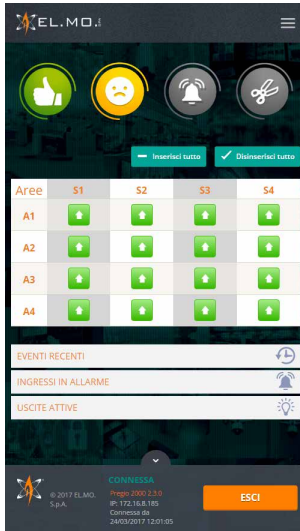 EL.MO.
Inserisci tutto
Disinserisci tutto
Aree S1 S2 S3 S4
A1
A2
A3
A4
EVENTI RECENTI
INGRESSI IN ALLARME
USCITE ATTIVE
© 2017 EL.MO.
S.p.A.
CONNESSA
Pregio 2000 2.3.0
IP: 172.16.8.185
Connessa da
24/03/2017 12:01:05
ESCI